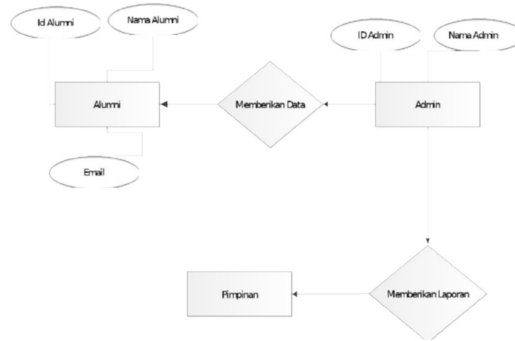 Id Alumni
Nama Alumni
ID Admin
Nama Admin
Alumni
Memberikan Data
Admin
Email
Pimpinan
Memberikan Laporan